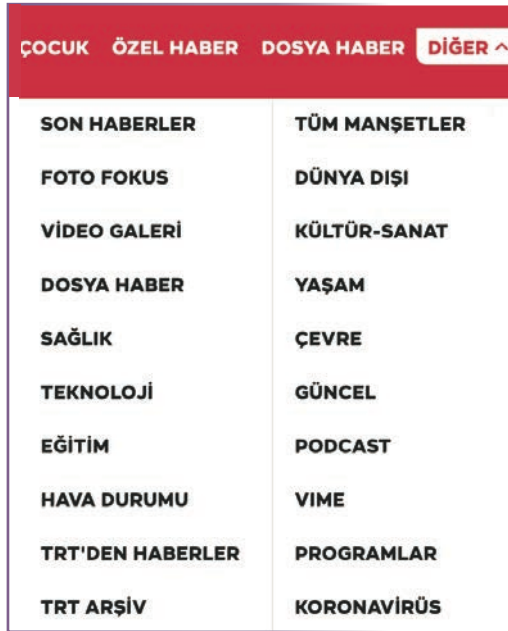 ÇOCUK ÖZEL HABER DOSYA HABER DİĞER
SON HABERLER
FOTO FOKUS
VİDEO GALERİ
DOSYA HABER
SAĞLIK
TEKNOLOJİ
EĞİTİM
HAVA DURUMU
TRT'DEN HABERLER
TRT ARŞİV
TÜM MANŞETLER
DÜNYA DIŞI
KÜLTÜR-SANAT
YAŞAM
ÇEVRE
GÜNCEL
PODCAST
VIME
PROGRAMLAR
KORONAVİRÜS